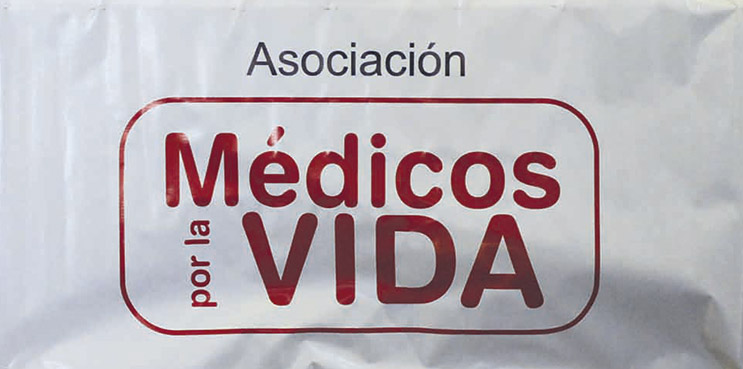 Asociación
Médicos
por la
VIDA